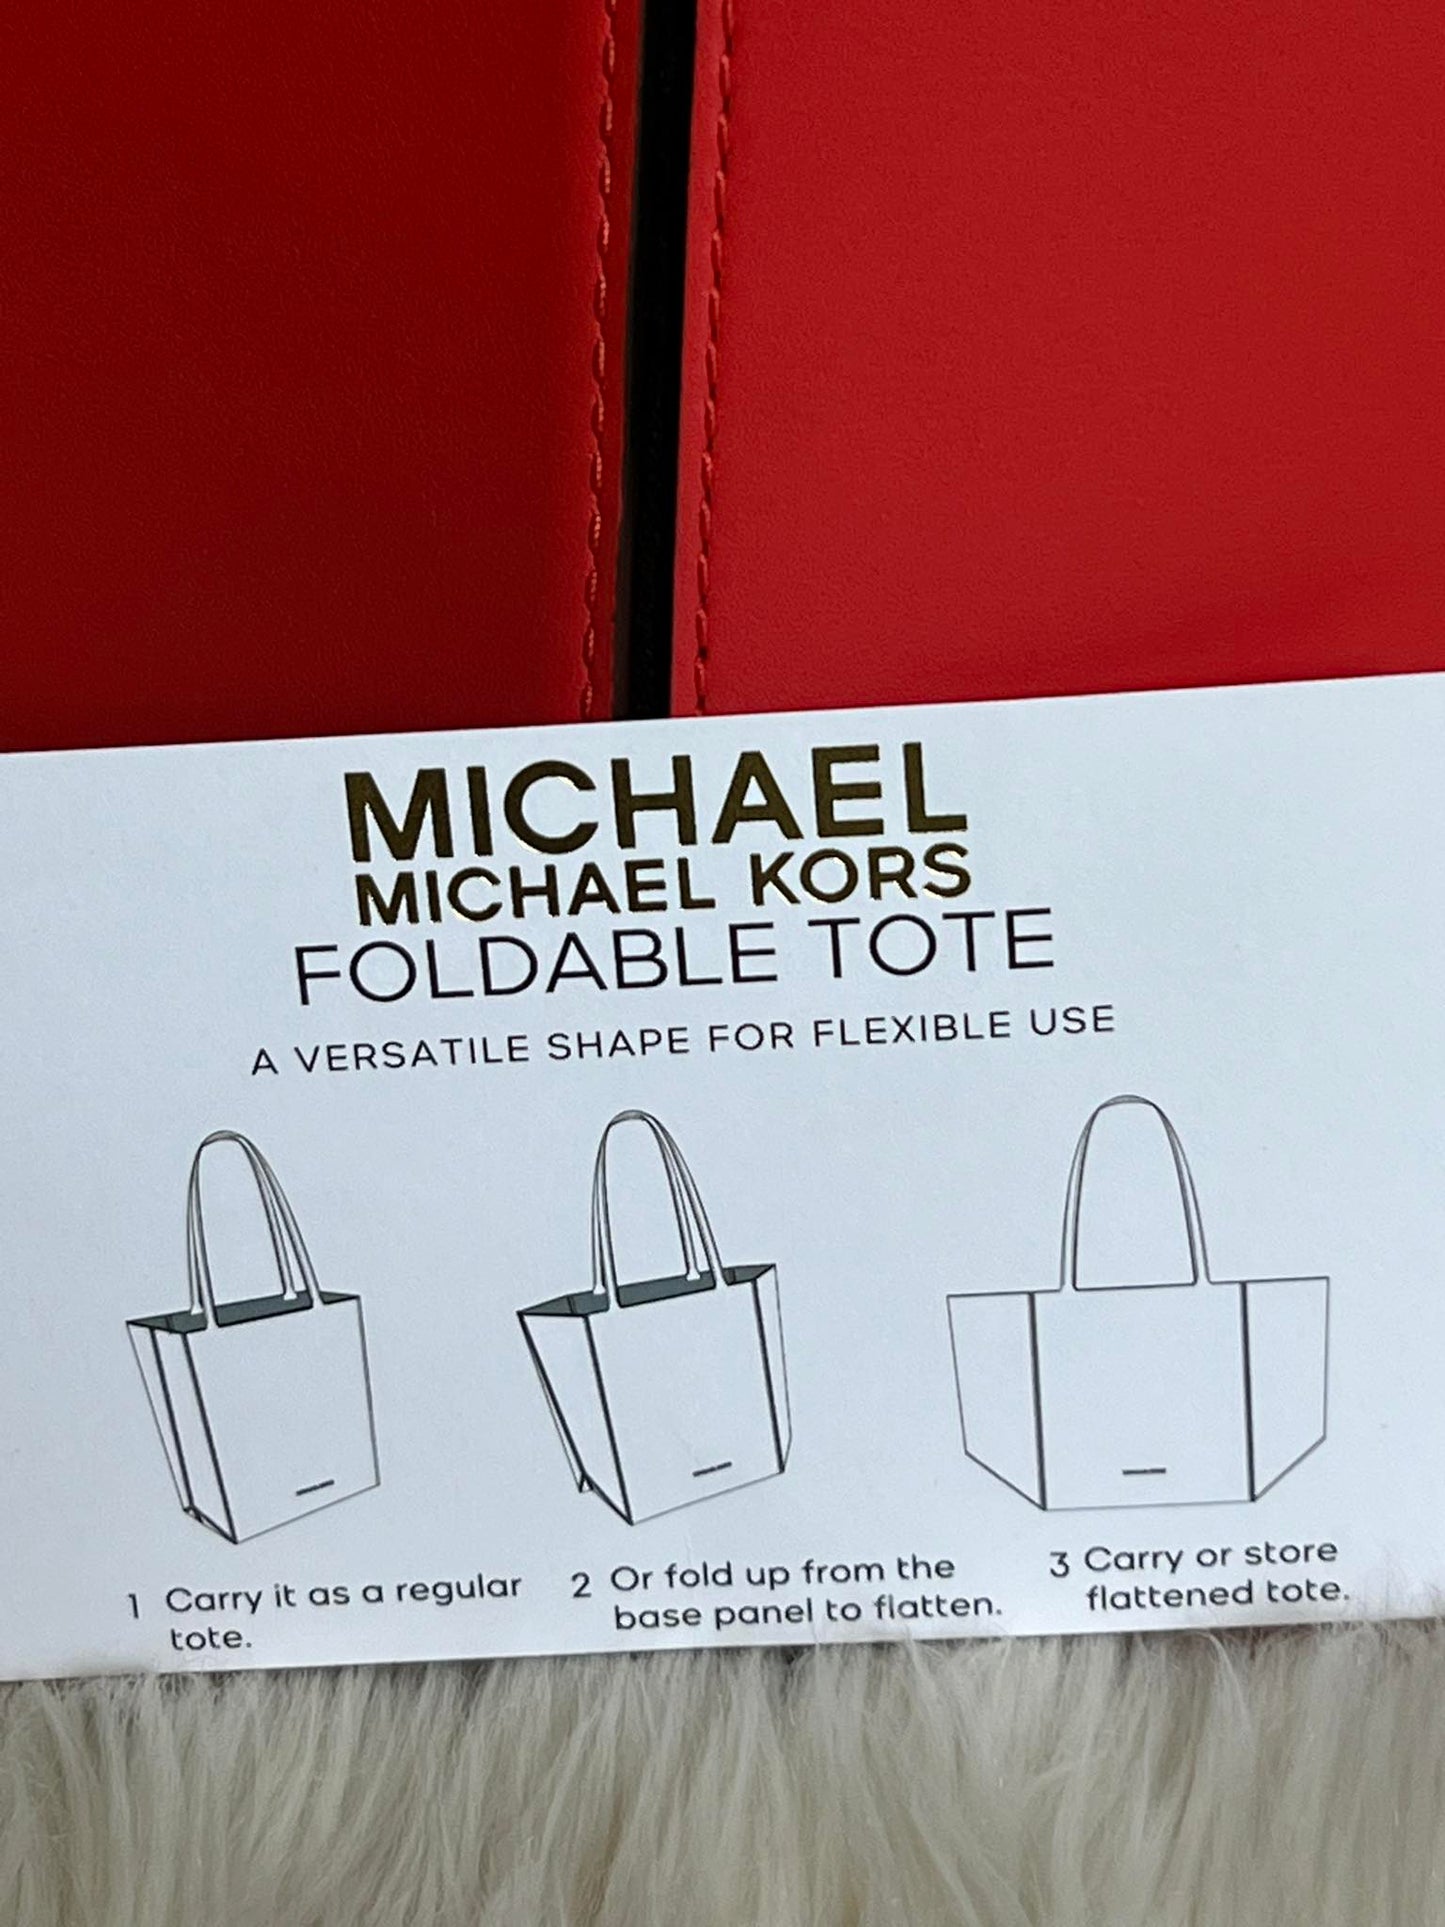 MICHAEL
MICHAEL KORS
FOLDABLE TOTE
A VERSATILE SHAPE FOR FLEXIBLE USE
1 Carry it as a regular
tote.
2 Or fold up from the
base panel to flatten.
3 Carry or store
flattened tote.